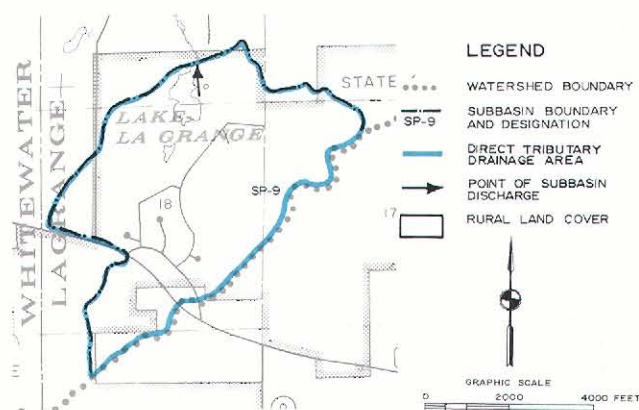 WHITEWATER
LAGRANGE
LAKE
LA GRANGE
STATE
SP-9
18
17
LEGEND
WATERSHED BOUNDARY
SP-9
SUBBASIN BOUNDARY
AND DESIGNATION
DIRECT TRIBUTARY
DRAINAGE AREA
POINT OF SUBBASIN
DISCHARGE
RURAL LAND COVER
GRAPHIC SCALE
0 2000 4000 FEET